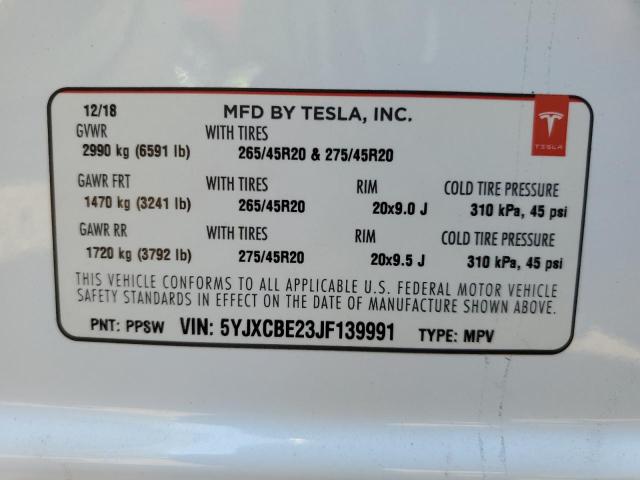 12/18 MFD BY TESLA, INC.
GVWR WITH TIRES
2990 kg (6591 lb) 265/45R20 & 275/45R20
TESLA
GAWR FRT WITH TIRES RIM COLD TIRE PRESSURE
1470 kg (3241 lb) 265/45R20 20x9.0 J 310 kPa, 45 psi
GAWR RR WITH TIRES RIM COLD TIRE PRESSURE
1720 kg (3792 lb) 275/45R20 20x9.5 J 310 kPa, 45 psi
THIS VEHICLE CONFORMS TO ALL APPLICABLE U.S. FEDERAL MOTOR VEHICLE
SAFETY STANDARDS IN EFFECT ON THE DATE OF MANUFACTURE SHOWN ABOVE.
PNT: PPSW VIN: 5YJXCBE23JF139991 TYPE: MPV